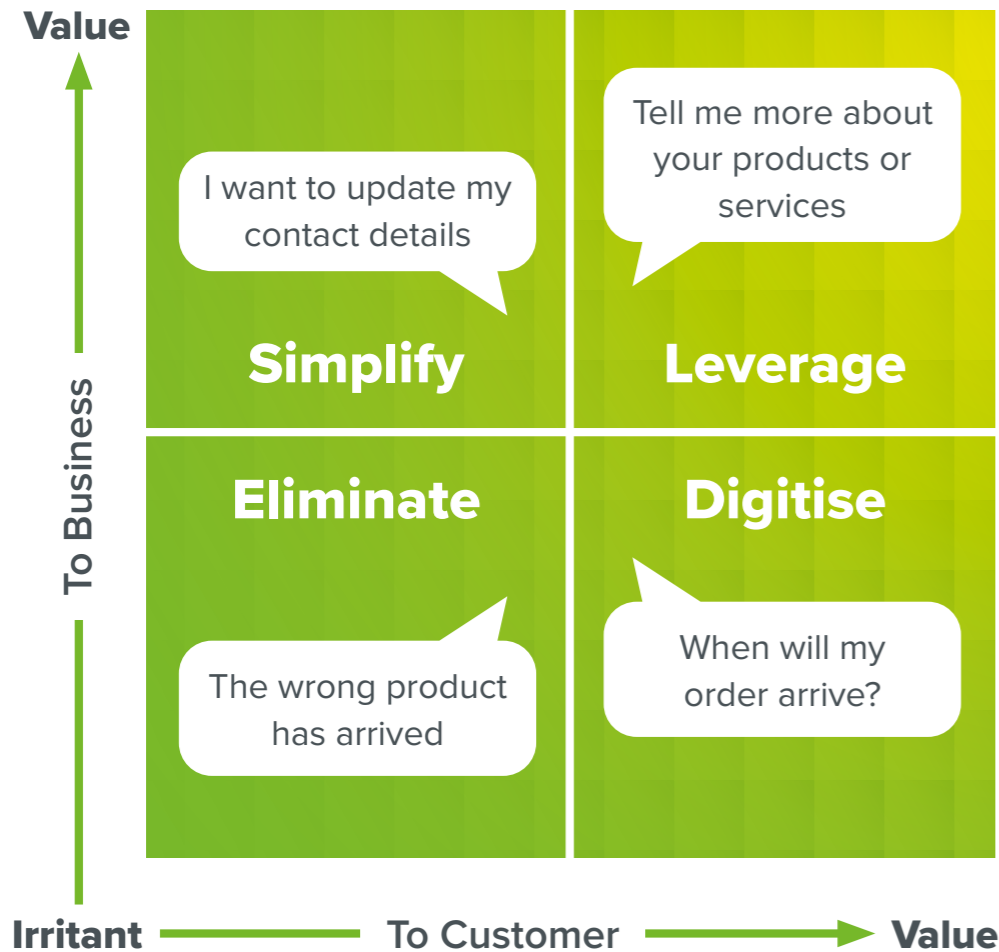 Value
Tell me more about
your products or
services
I want to update my
contact details
Simplify
Leverage
To Business
Eliminate
Digitise
The wrong product
has arrived
When will my
order arrive?
Irritant
To Customer
Value